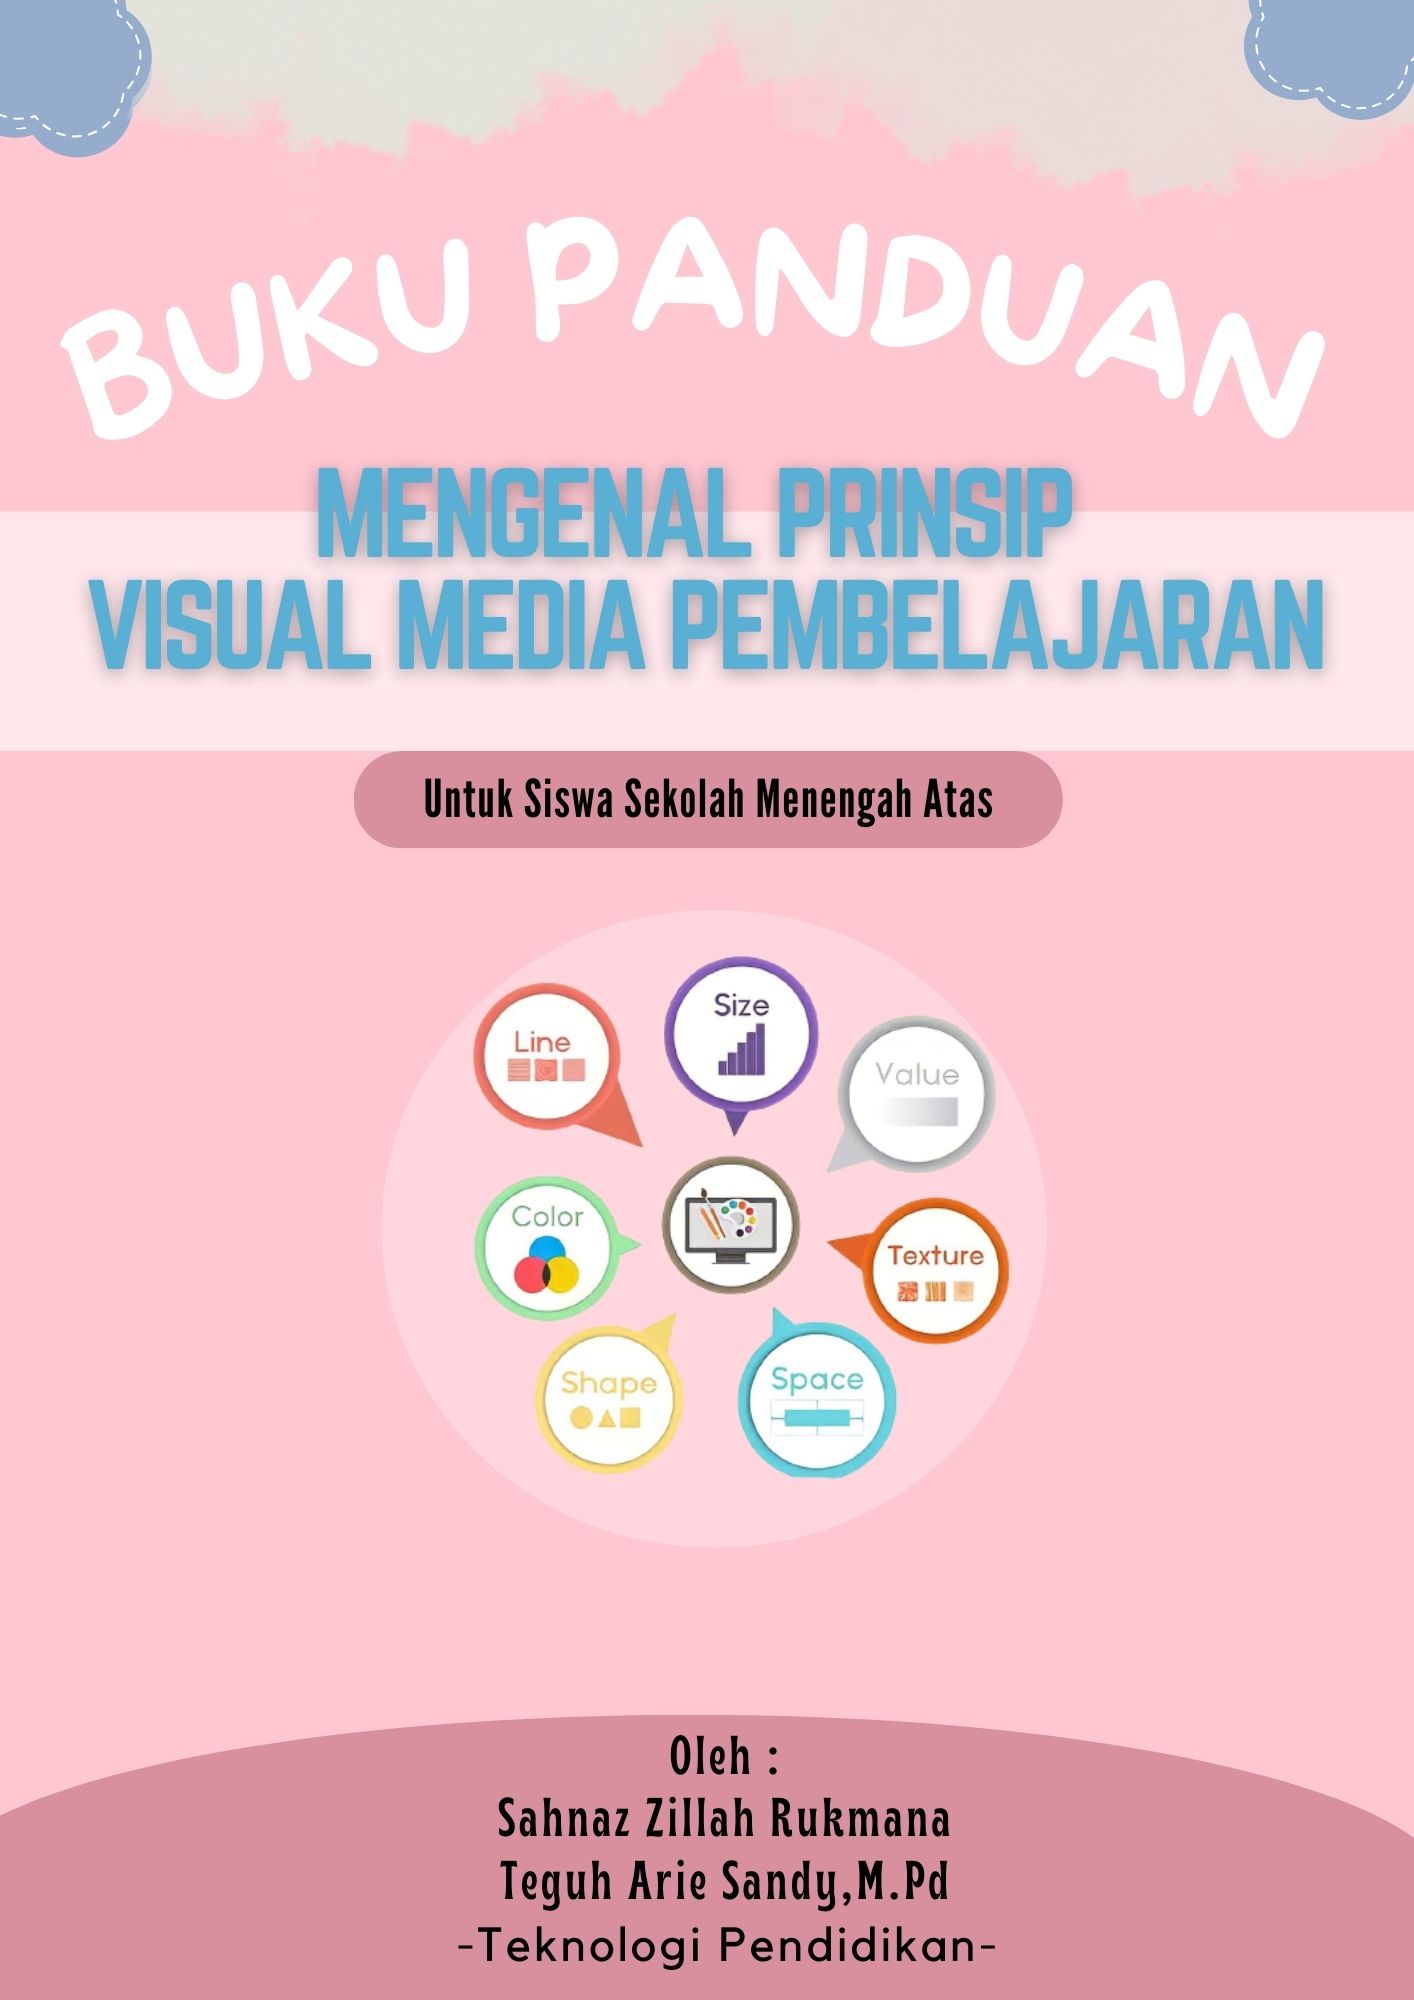 BUKU PANDUAN
MENGENAL PRINSIP
VISUAL MEDIA PEMBELAJARAN
Untuk Siswa Sekolah Menengah Atas
Line
Size
Value
Color
Texture
Shape
Space
Oleh :
Sahnaz Zillah Rukmana
Teguh Arie Sandy,M.Pd
-Teknologi Pendidikan-